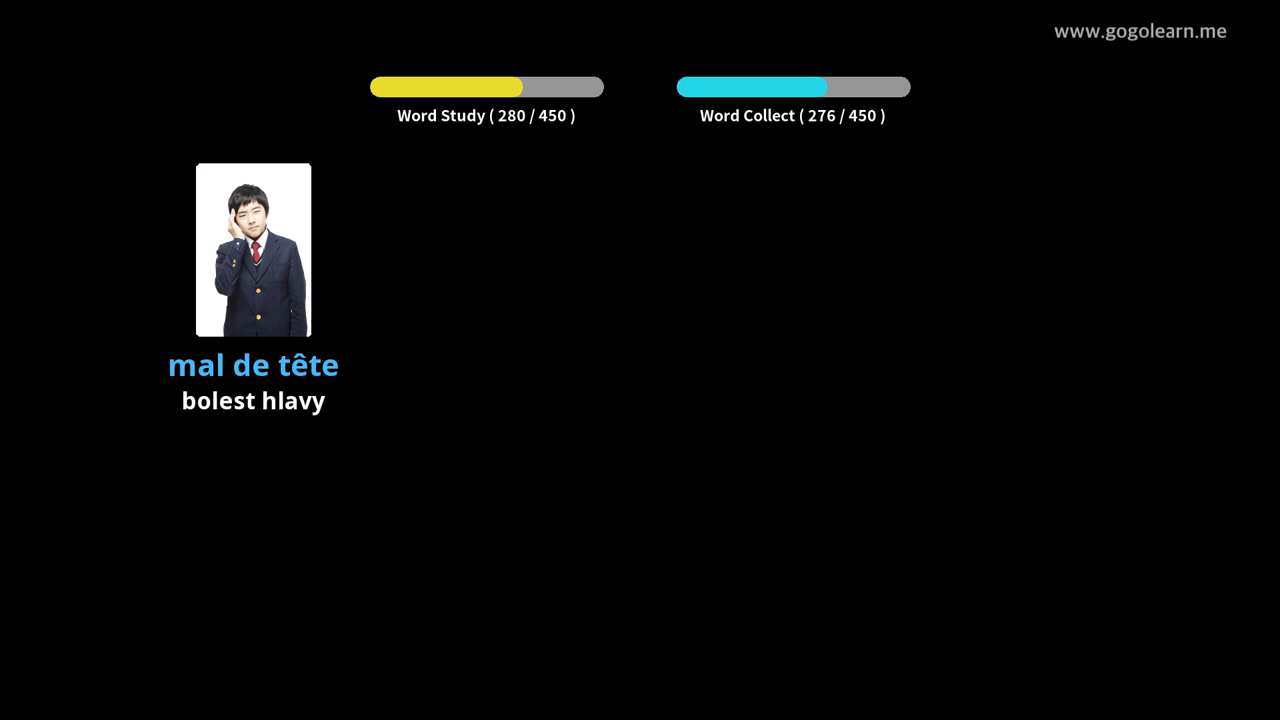 www.gogolearn.me
Word Study ( 280 / 450 )
Word Collect ( 276 / 450 )
mal de tête
bolest hlavy